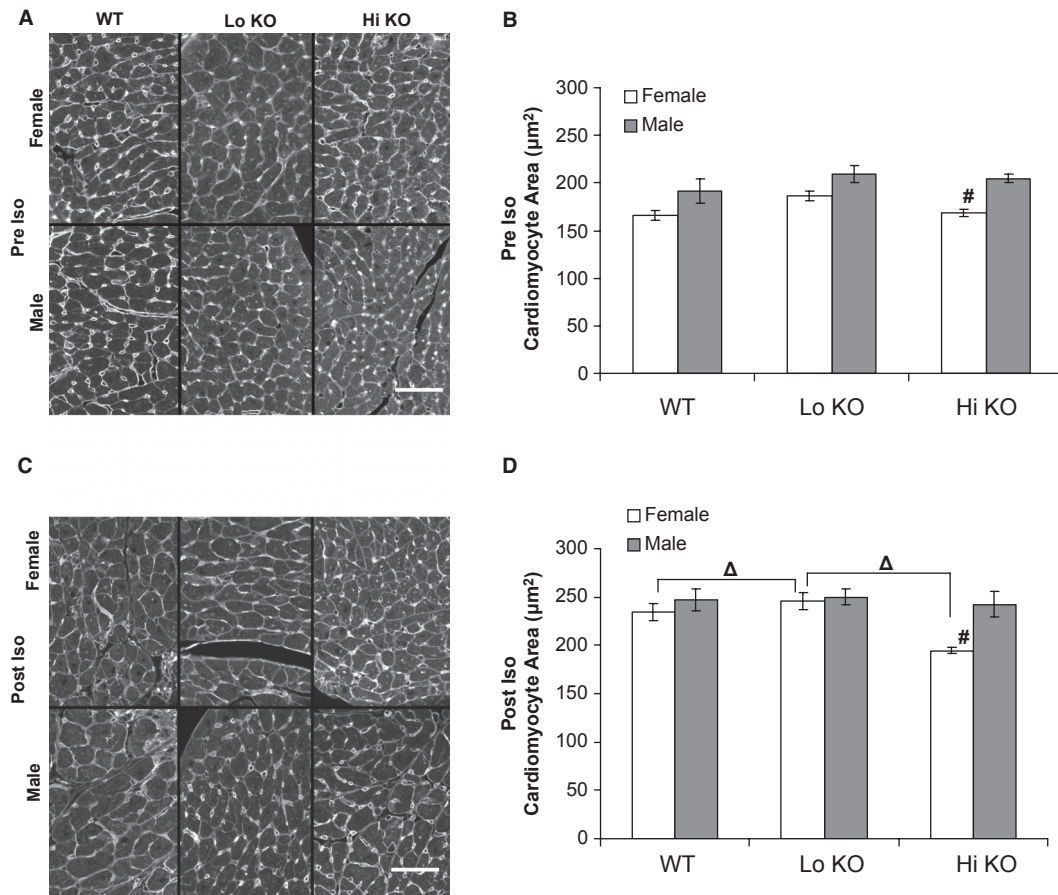 A
WT
Lo KO
Hi KO
Female
Pre Iso
Male
B
Pre Iso
Cardiomyocyte Area (µm²)
300
250
200
150
100
50
0
Female
Male
#
WT
Lo KO
Hi KO
C
Female
Post Iso
Male
D
Post Iso
Cardiomyocyte Area (µm²)
300
250
200
150
100
50
0
Female
Male
Δ
Δ
#
WT
Lo KO
Hi KO